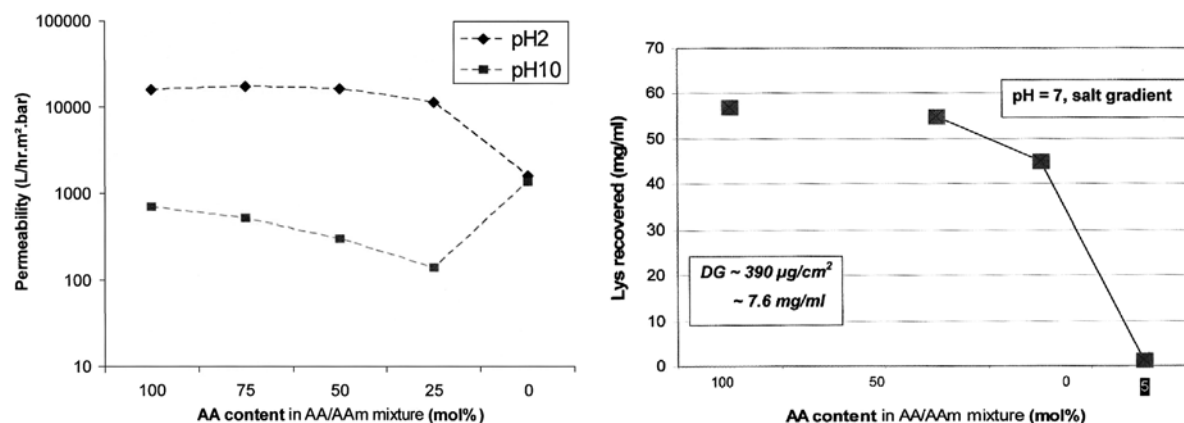 100000
10000
1000
100
10
Permeability (L/hr.m².bar)
pH2
pH10
100 75 50 25 0
AA content in AA/AAm mixture (mol%)
70
60
50
40
30
20
10
0
Lys recovered (mg/ml)
pH = 7, salt gradient
DG ~ 390 µg/cm²
~ 7.6 mg/ml
100 50 0 5
AA content in AA/AAm mixture (mol%)